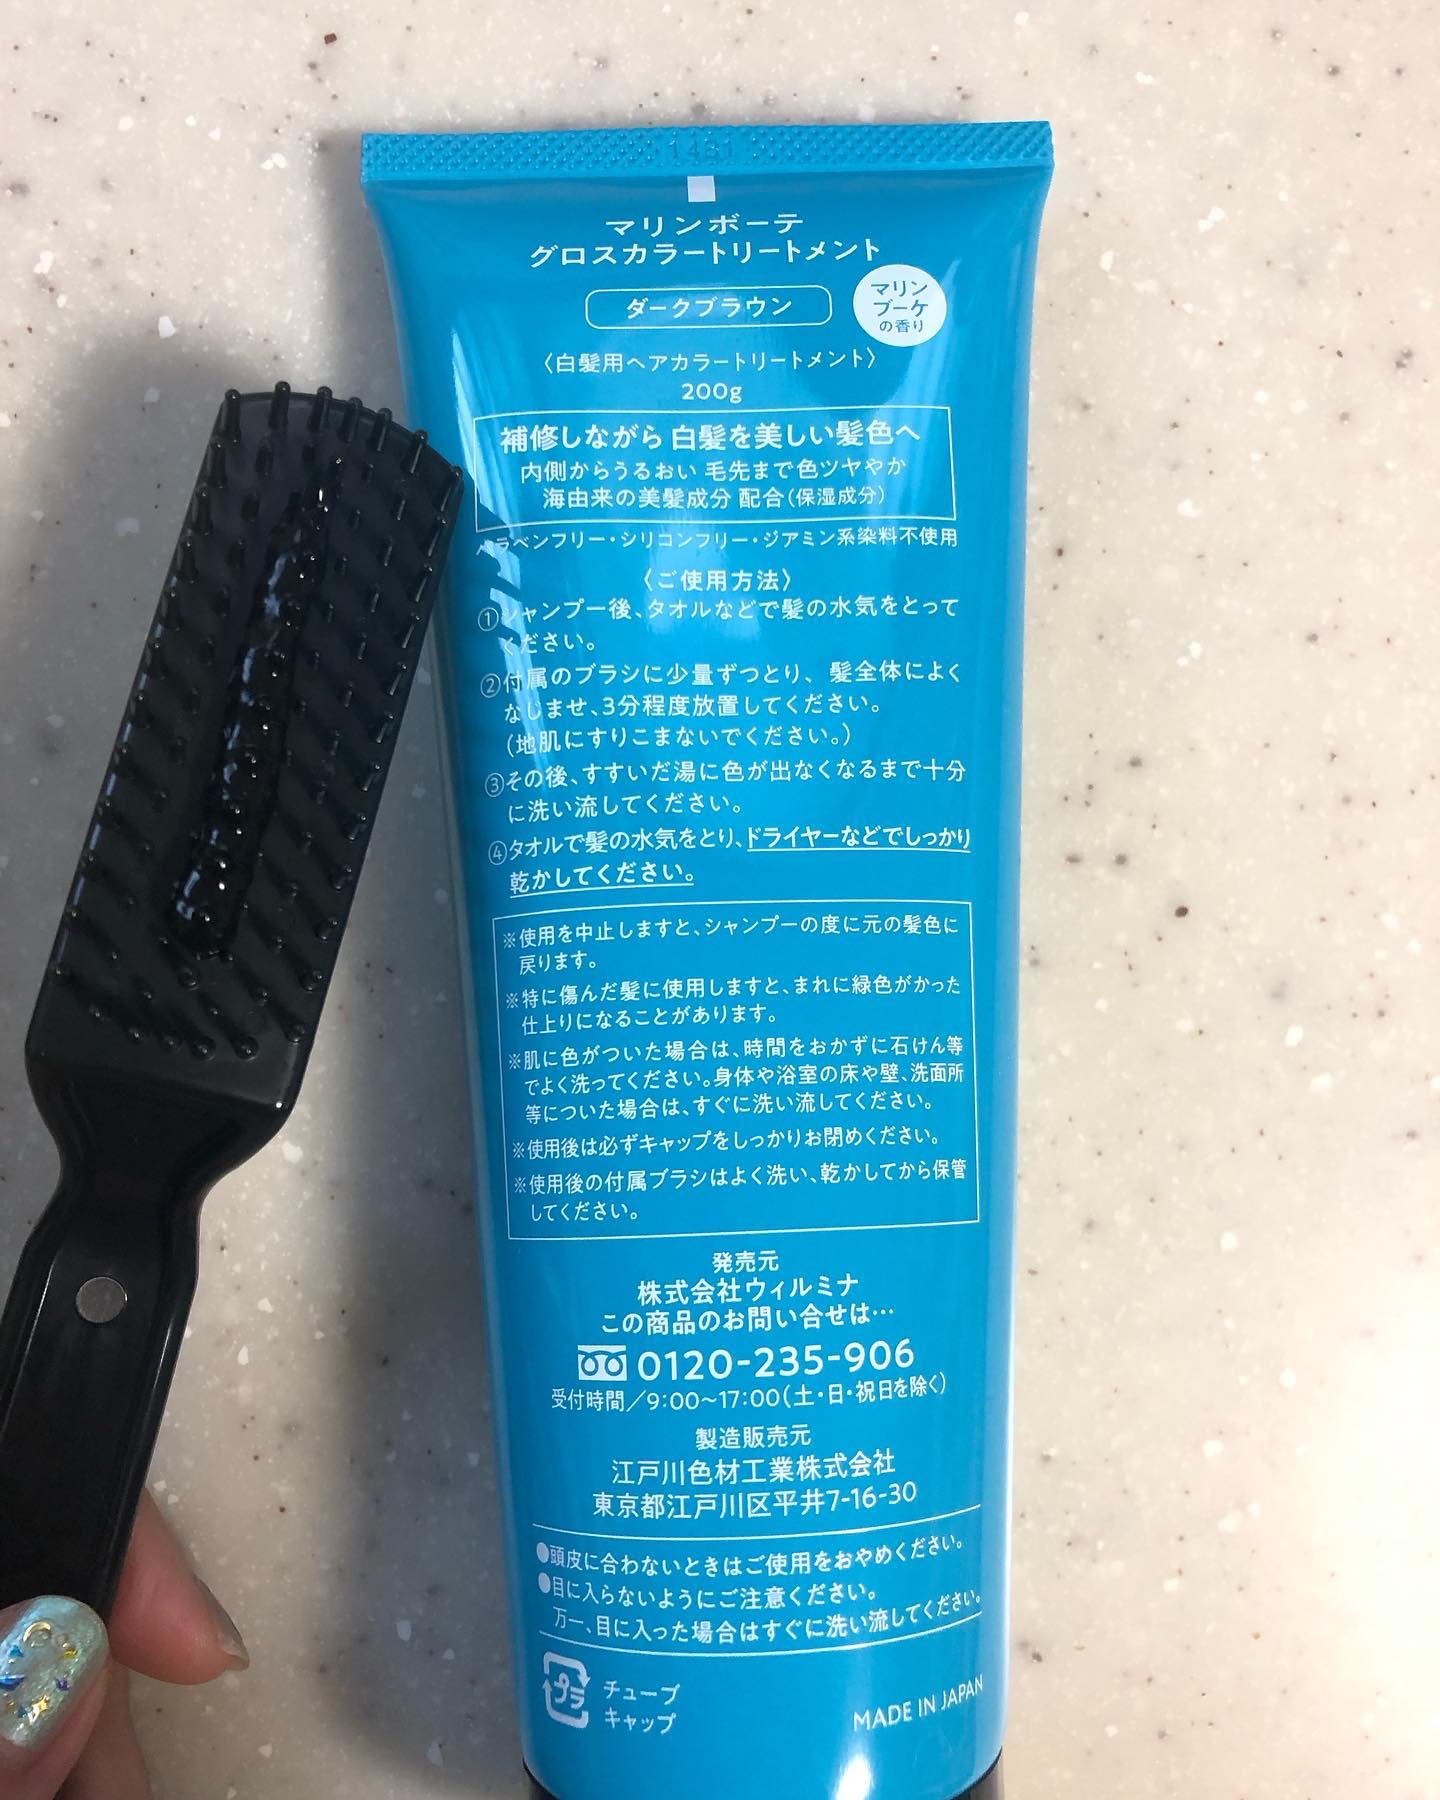 1431
マリンボーテ
グロスカラートリートメント
ダークブラウン
マリン
ブーケ
の香り
〈白髪用ヘアカラートリートメント〉
200g
補修しながら 白髪を美しい髪色へ
内側からうるおい 毛先まで色ツヤやか
海由来の美髪成分 配合(保湿成分)
パラベンフリー・シリコンフリー・ジアミン系染料不使用
〈ご使用方法〉
①シャンプー後、タオルなどで髪の水気をとって
ください。
②付属のブラシに少量ずつとり、髪全体によく
なじませ、3分程度放置してください。
(地肌にすりこまないでください。)
③その後、すすいだ湯に色が出なくなるまで十分
に洗い流してください。
④タオルで髪の水気をとり、ドライヤーなどでしっかり
乾かしてください。
※使用を中止しますと、シャンプーの度に元の髪色に
戻ります。
※特に傷んだ髪に使用しますと、まれに緑色がかった
仕上りになることがあります。
※肌に色がついた場合は、時間をおかずに石けん等
でよく洗ってください。身体や浴室の床や壁、洗面所
等についた場合は、すぐに洗い流してください。
※使用後は必ずキャップをしっかりお閉めください。
※使用後の付属ブラシはよく洗い、乾かしてから保管
してください。
発売元
株式会社ウィルミナ
この商品のお問い合せは…
0120-235-906
受付時間/9:00~17:00(土・日・祝日を除く)
製造販売元
江戸川色材工業株式会社
東京都江戸川区平井7-16-30
●頭皮に合わないときはご使用をおやめください。
●目に入らないようにご注意ください。
万一、目に入った場合はすぐに洗い流してください。
プラ
チューブ
キャップ
MADE IN JAPAN